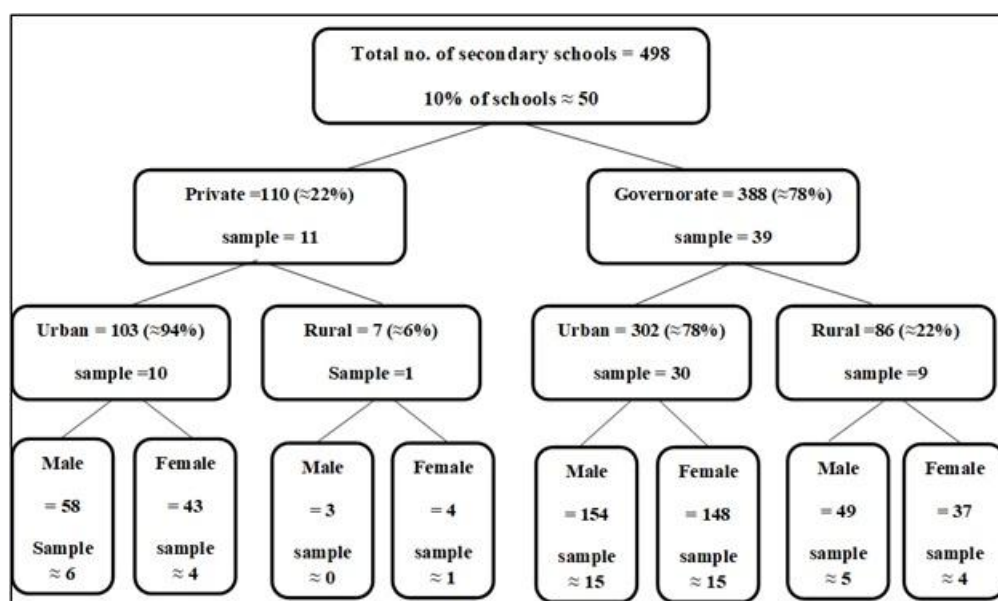 Total no. of secondary schools = 498
10% of schools ≈ 50
Private =110 (≈22%)
sample = 11
Governorate = 388 (≈78%)
sample = 39
Urban = 103 (≈94%)
sample =10
Rural = 7 (≈6%)
Sample =1
Urban = 302 (≈78%)
sample = 30
Rural =86 (≈22%)
sample =9
Male
= 58
Sample
≈ 6
Female
= 43
sample
≈ 4
Male
= 3
sample
≈ 0
Female
= 4
sample
≈ 1
Male
= 154
sample
≈ 15
Female
= 148
sample
≈ 15
Male
= 49
sample
≈ 5
Female
= 37
sample
≈ 4